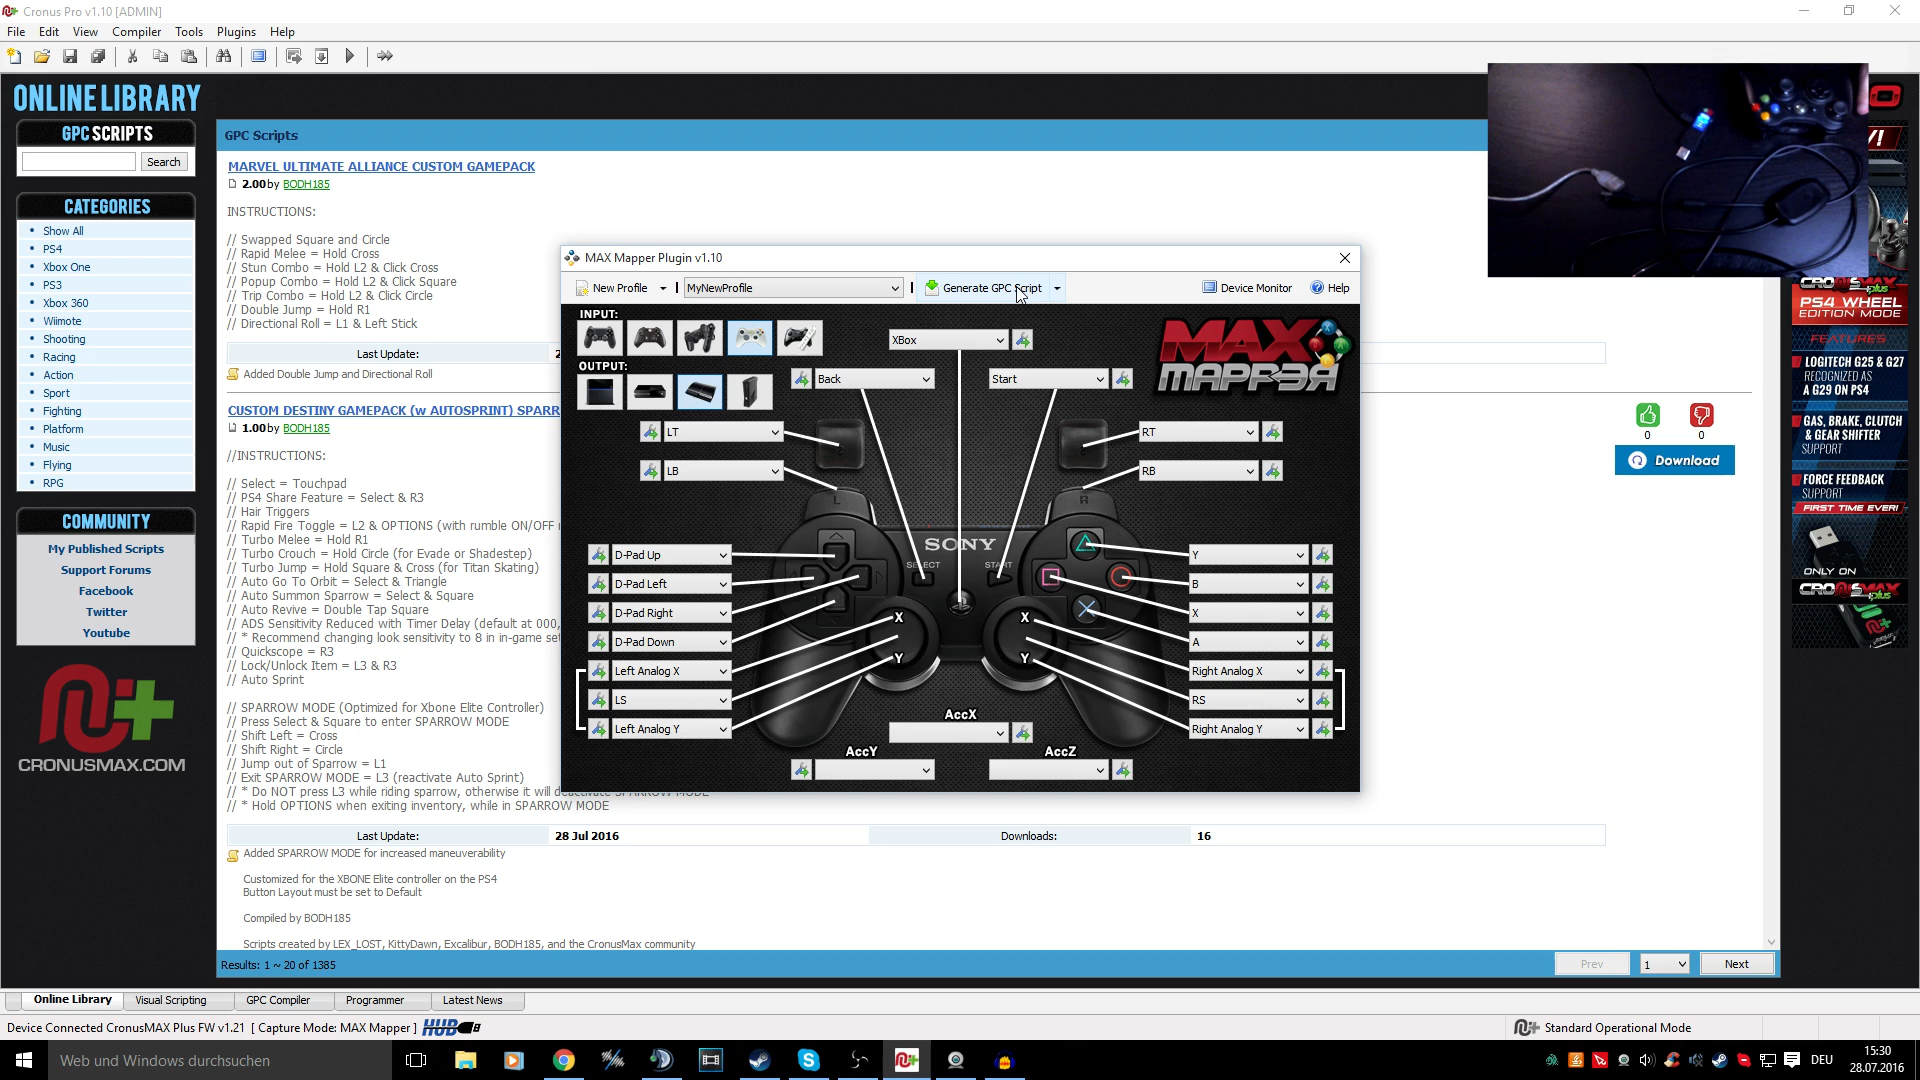 Cronus Pro v1.10 [ADMIN]
File Edit View Compiler Tools Plugins Help
ONLINE LIBRARY
GPC SCRIPTS
Search
CATEGORIES
Show All
PS4
Xbox One
PS3
Xbox 360
Wiimote
Shooting
Racing
Action
Sport
Fighting
Platform
Music
Flying
RPG
COMMUNITY
My Published Scripts
Support Forums
Facebook
Twitter
Youtube
CRONUSMAX.COM
GPC Scripts
MARVEL ULTIMATE ALLIANCE CUSTOM GAMEPACK
2.00 by BODH185
INSTRUCTIONS:
// Swapped Square and Circle
// Rapid Melee = Hold Cross
// Stun Combo = Hold L2 & Click Cross
// Popup Combo = Hold L2 & Click Square
// Trip Combo = Hold L2 & Click Circle
// Double Jump = Hold R1
// Directional Roll = L1 & Left Stick
Last Update: 2
Added Double Jump and Directional Roll
CUSTOM DESTINY GAMEPACK (w AUTOSPRINT) SPARR
1.00 by BODH185
//INSTRUCTIONS:
// Select = Touchpad
// PS4 Share Feature = Select & R3
// Hair Triggers
// Rapid Fire Toggle = L2 & OPTIONS (with rumble ON/OFF
// Turbo Melee = Hold R1
// Turbo Crouch = Hold Circle (for Evade or Shadestep)
// Turbo Jump = Hold Square & Cross (for Titan Skating)
// Auto Go To Orbit = Select & Triangle
// Auto Summon Sparrow = Select & Square
// Auto Revive = Double Tap Square
// ADS Sensitivity Reduced with Timer Delay (default at 000,
// * Recommend changing look sensitivity to 8 in in-game set
// Quickscope = R3
// Lock/Unlock Item = L3 & R3
// Auto Sprint
// SPARROW MODE (Optimized for Xbone Elite Controller)
// Press Select & Square to enter SPARROW MODE
// Shift Left = Cross
// Shift Right = Circle
// Jump out of Sparrow = L1
// Exit SPARROW MODE = L3 (reactivate Auto Sprint)
// * Do NOT press L3 while riding sparrow, otherwise it will deactivate SPARROW MODE
// * Hold OPTIONS when exiting inventory, while in SPARROW MODE
Last Update: 28 Jul 2016 Downloads: 16
Added SPARROW MODE for increased maneuverability
Customized for the XBONE Elite controller on the PS4
Button Layout must be set to Default
Compiled by BODH185
Scripts created by LEX_LOST, KittyDawn, Excalibur, BODH185, and the CronusMax community
Results: 1 ~ 20 of 1385
Prev 1 Next
0 0
Download
MAX Mapper Plugin v1.10
New Profile MyNewProfile Generate GPC Script Device Monitor Help
INPUT:
OUTPUT:
XBox
Back Start
MAX
MAPPER
LT RT
LB RB
L R
SONY
SELECT START
D-Pad Up Y
D-Pad Left B
D-Pad Right X
D-Pad Down A
Left Analog X Right Analog X
LS RS
Left Analog Y Right Analog Y
X X
Y Y
AccX
AccY AccZ
CRONUSMAX plus
PS4 WHEEL
EDITION MODE
FEATURES
LOGITECH G25 & G27
RECOGNIZED AS
A G29 ON PS4
GAS, BRAKE, CLUTCH
& GEAR SHIFTER
SUPPORT
FORCE FEEDBACK
SUPPORT
FIRST TIME EVER!
ONLY ON
CRONUSMAX plus
Online Library Visual Scripting GPC Compiler Programmer Latest News
Device Connected CronusMAX Plus FW v1.21 [ Capture Mode: MAX Mapper ] HUB
Standard Operational Mode
Web und Windows durchsuchen
DEU
15:30
28.07.2016